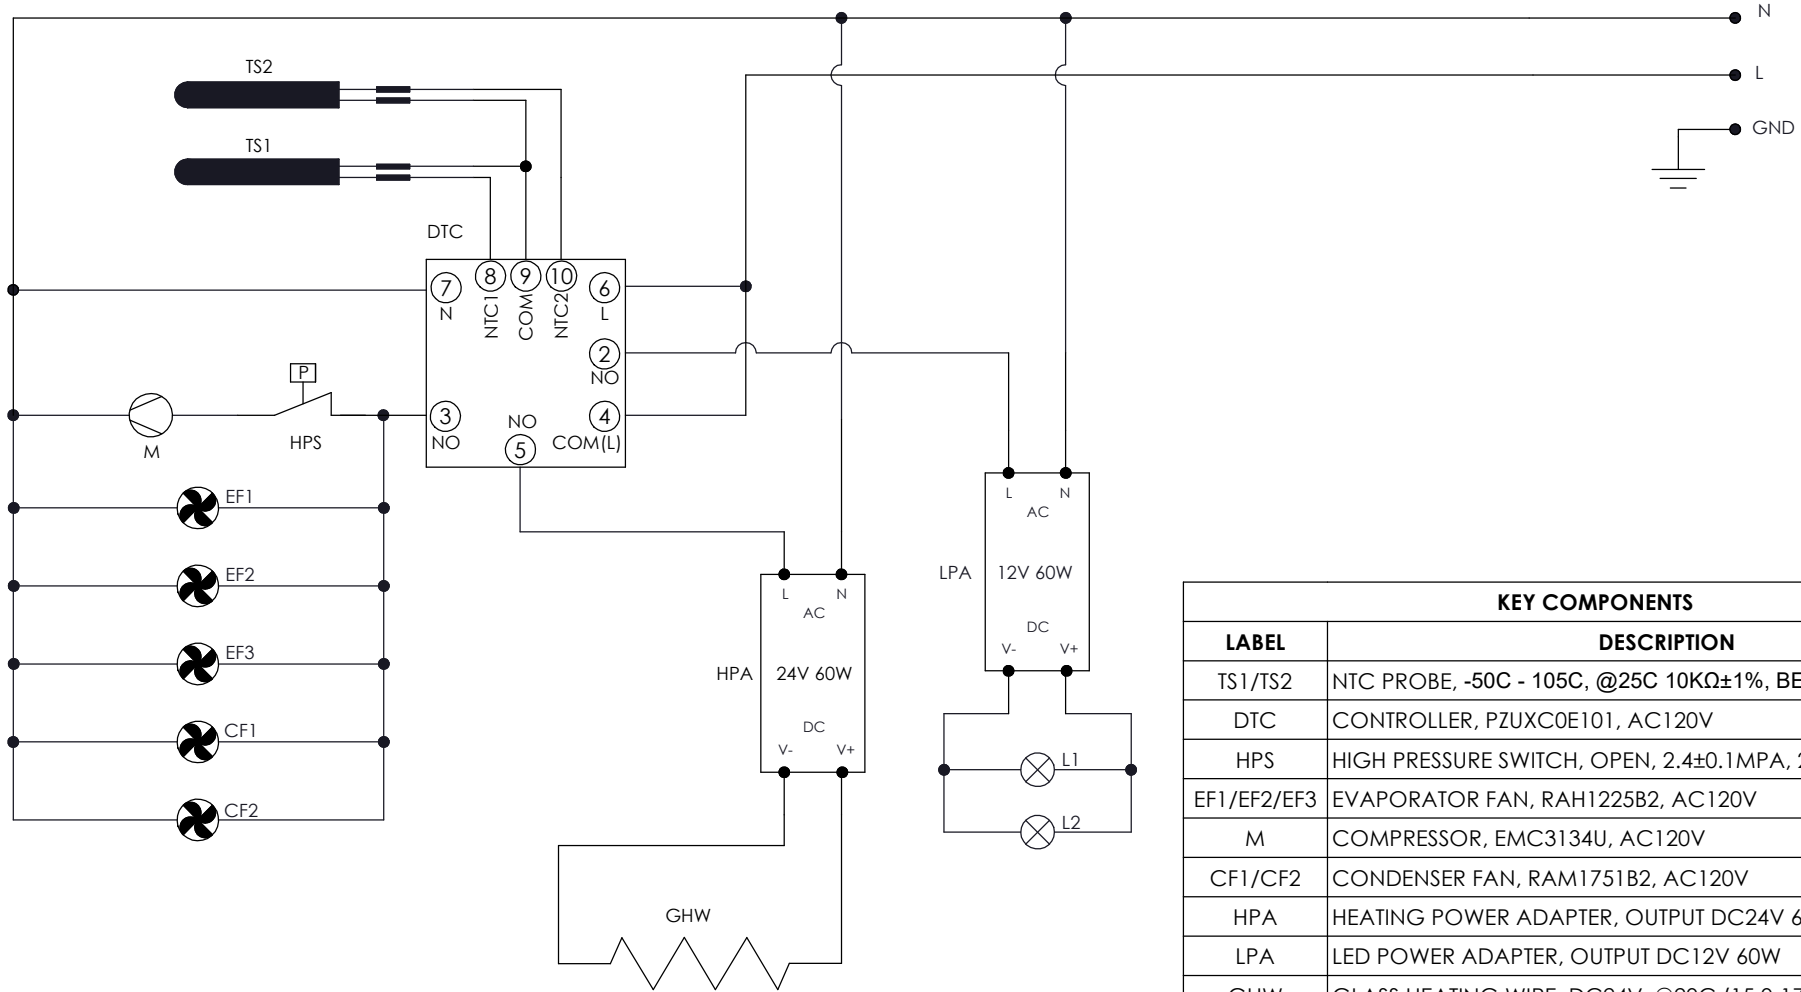 N
L
GND
TS2
TS1
DTC
7
N
8
NTC1
9
COM
10
NTC2
6
L
2
NO
3
NO
NO
5
4
COM(L)
P
M
HPS
EF1
EF2
EF3
CF1
CF2
L
N
AC
HPA
24V 60W
DC
V-
V+
L
N
AC
LPA
12V 60W
DC
V-
V+
L1
L2
GHW
KEY COMPONENTS
LABEL DESCRIPTION
TS1/TS2 NTC PROBE, -50C - 105C, @25C 10KΩ±1%, BE
DTC CONTROLLER, PZUXC0E101, AC120V
HPS HIGH PRESSURE SWITCH, OPEN, 2.4±0.1MPA,
EF1/EF2/EF3 EVAPORATOR FAN, RAH1225B2, AC120V
M COMPRESSOR, EMC3134U, AC120V
CF1/CF2 CONDENSER FAN, RAM1751B2, AC120V
HPA HEATING POWER ADAPTER, OUTPUT DC24V 6
LPA LED POWER ADAPTER, OUTPUT DC12V 60W
GHW GLASS HEATING WIRE, DC24V,